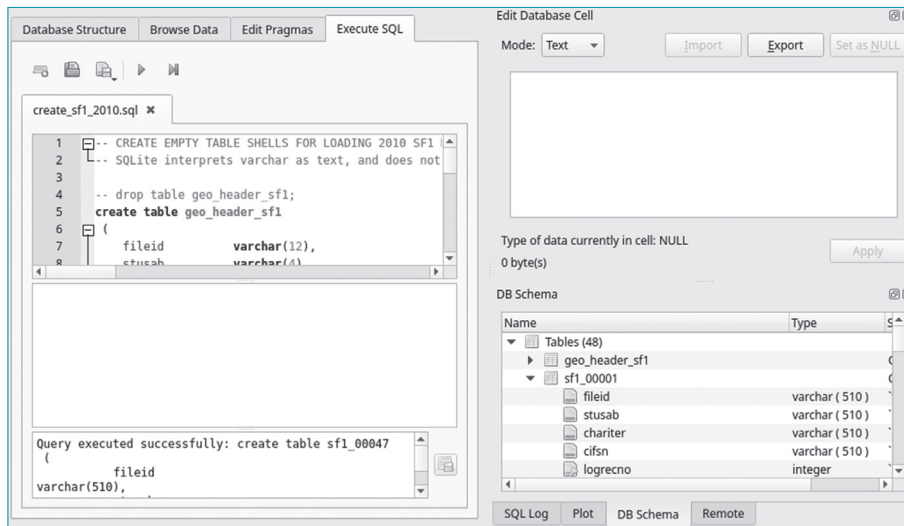 Database Structure Browse Data Edit Pragmas Execute SQL
create_sf1_2010.sql
1 -- CREATE EMPTY TABLE SHELLS FOR LOADING 2010 SF1
2 -- SQLite interprets varchar as text, and does not
3
4 -- drop table geo_header_sf1;
5 create table geo_header_sf1
6 (
7 fileid varchar(12),
8 stusab varchar(4)
Query executed successfully: create table sf1_00047
(
fileid
varchar(510),
Edit Database Cell
Mode: Text Import Export Set as NULL
Type of data currently in cell: NULL
0 byte(s)
Apply
DB Schema
Name Type S
Tables (48)
geo_header_sf1
sf1_00001
fileid varchar ( 510 )
stusab varchar ( 510 )
chariter varchar ( 510 )
cifsn varchar ( 510 )
logrecno integer
SQL Log Plot DB Schema Remote